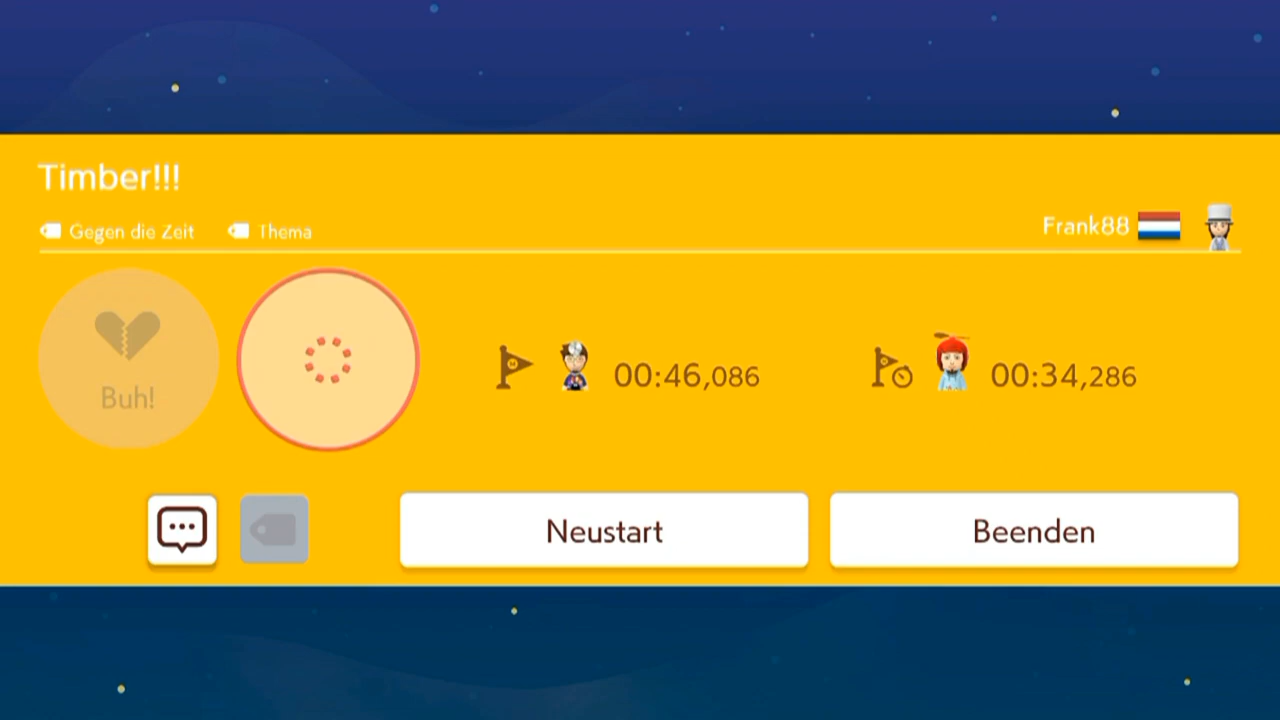 Timber!!!
Gegen die Zeit Thema
Frank88
Buh!
00:46,086
00:34,286
Neustart
Beenden